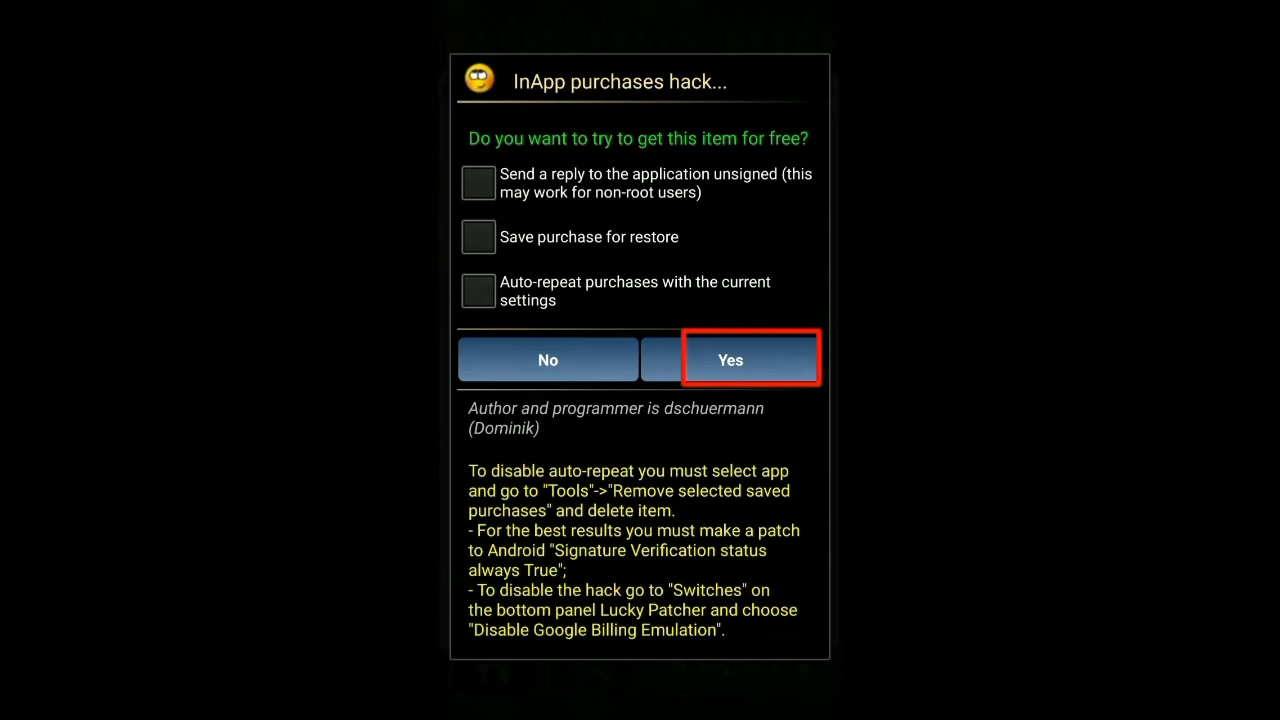 InApp purchases hack...
Do you want to try to get this item for free?
Send a reply to the application unsigned (this
may work for non-root users)
Save purchase for restore
Auto-repeat purchases with the current
settings
No
Yes
Author and programmer is dschuermann
(Dominik)
To disable auto-repeat you must select app
and go to "Tools"->"Remove selected saved
purchases" and delete item.
- For the best results you must make a patch
to Android "Signature Verification status
always True";
- To disable the hack go to "Switches" on
the bottom panel Lucky Patcher and choose
"Disable Google Billing Emulation".